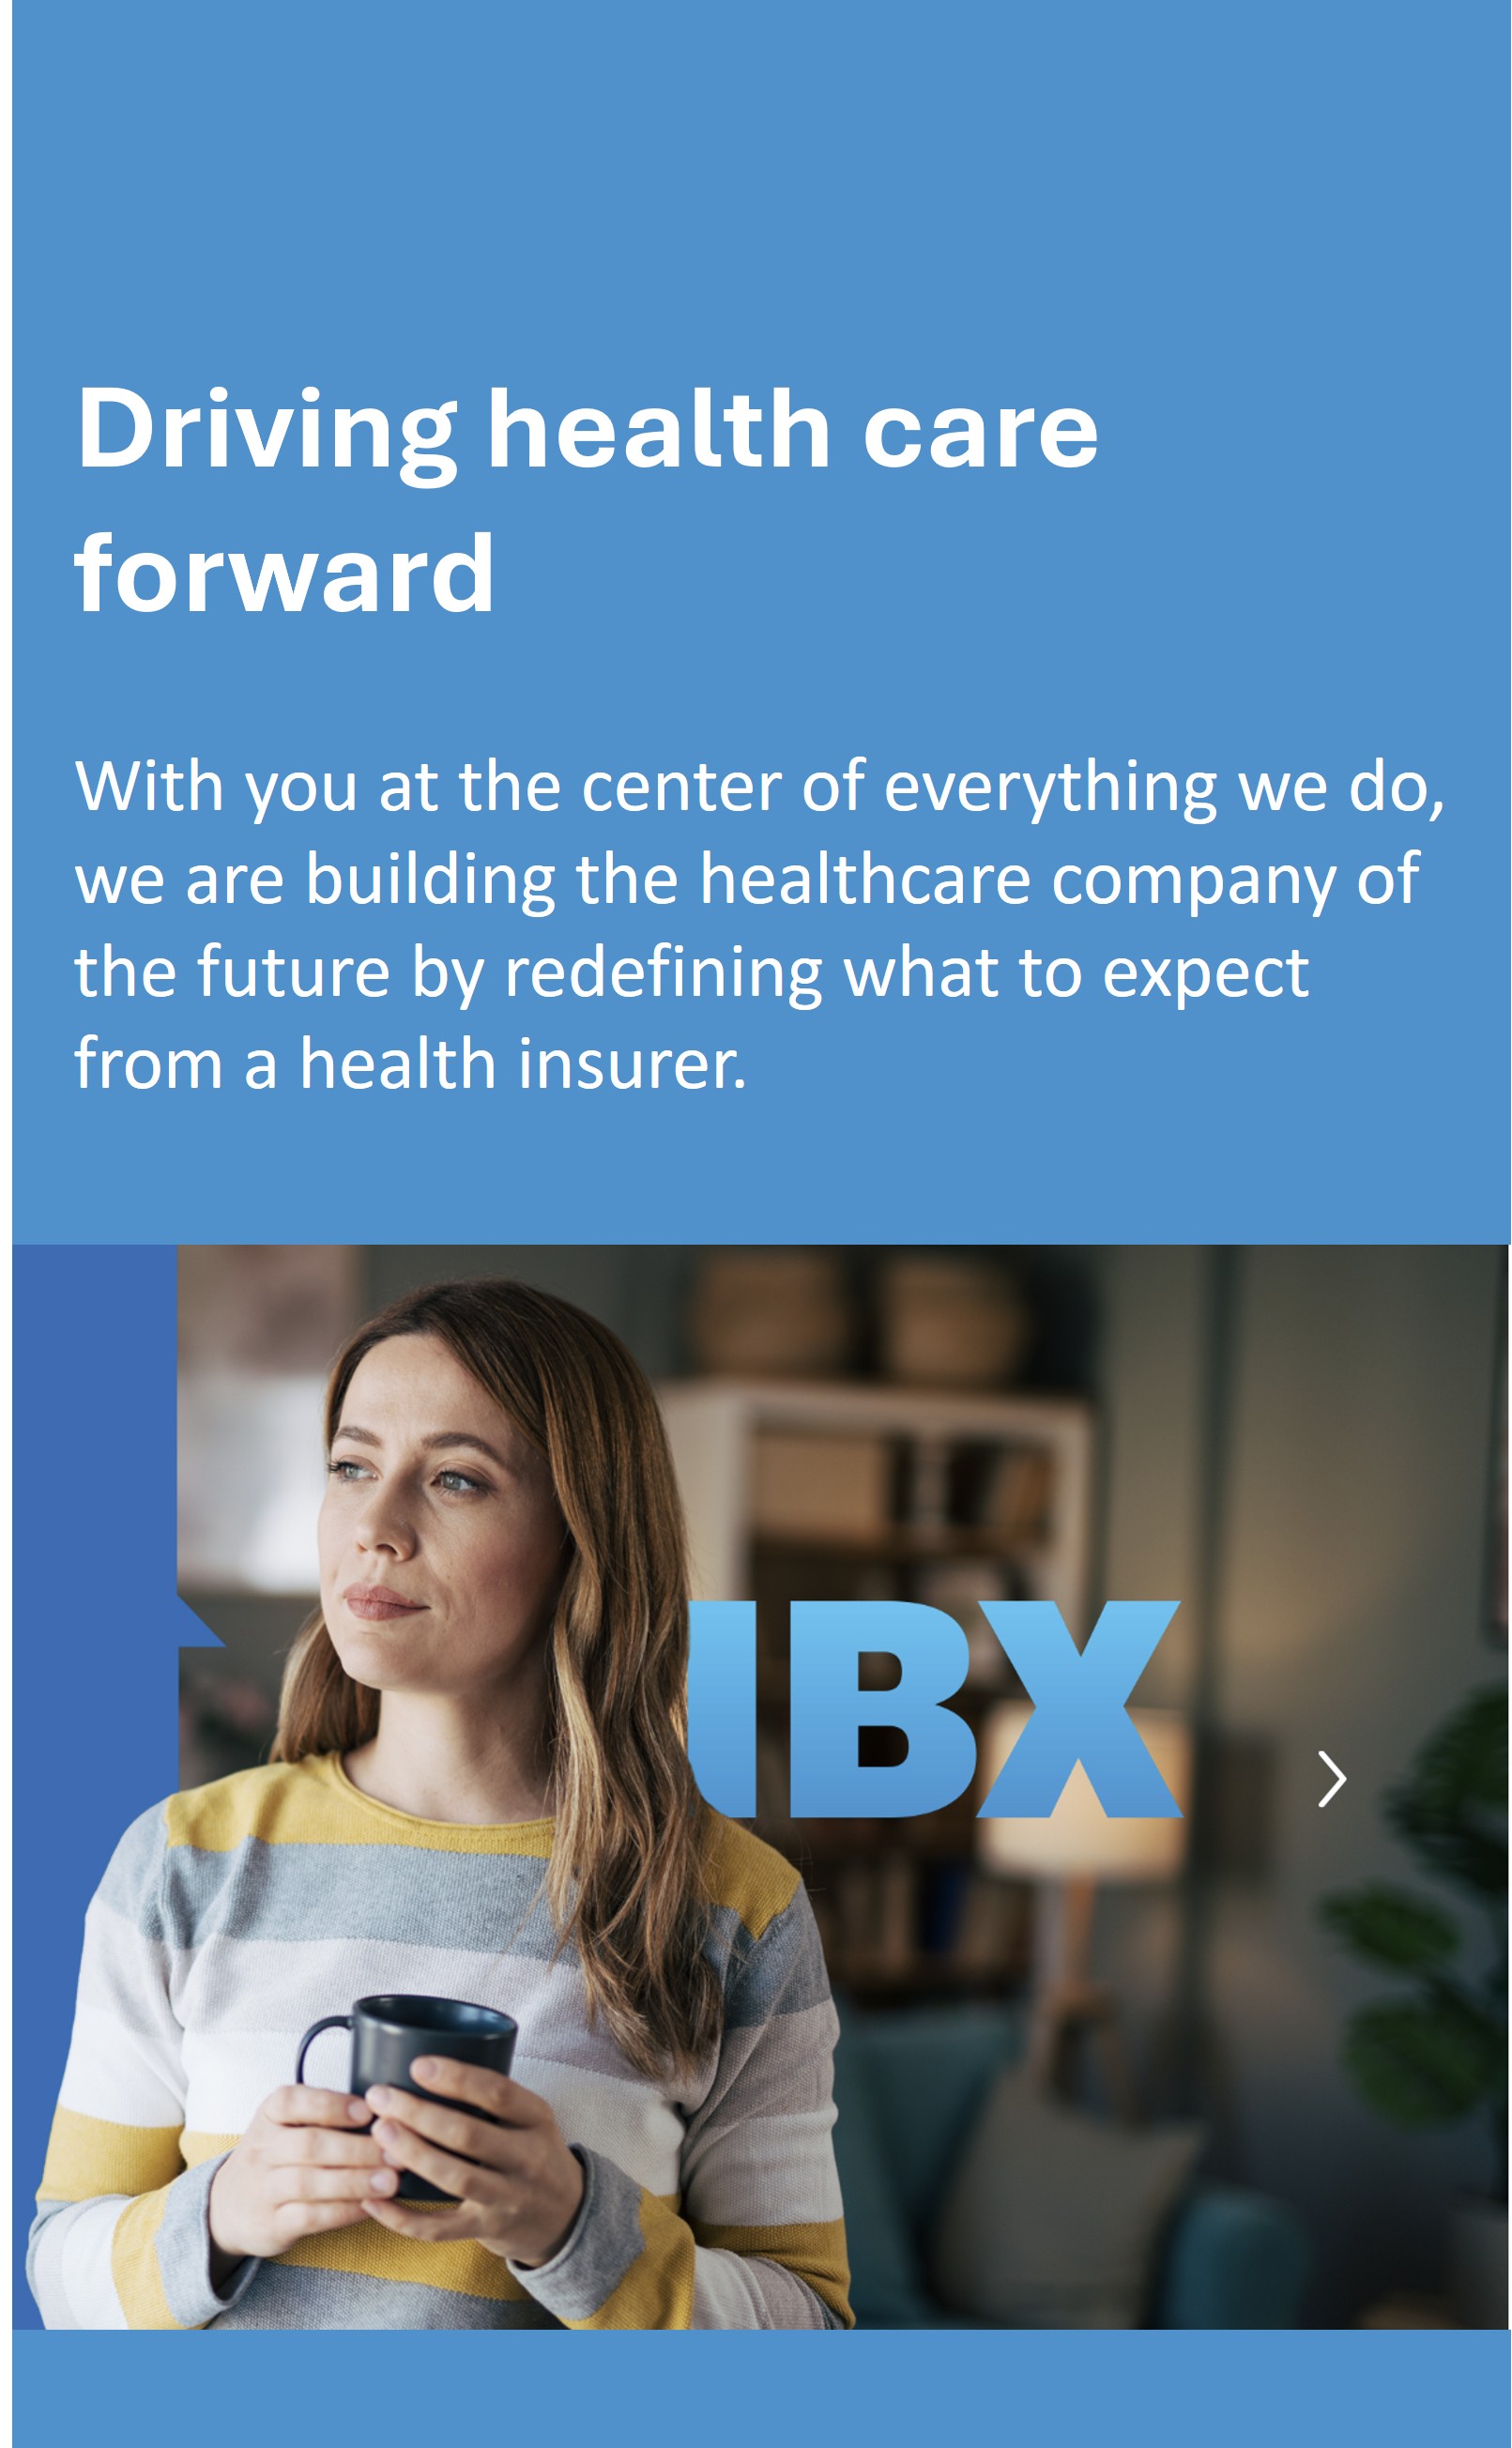 Driving health care
forward
With you at the center of everything we do,
we are building the healthcare company of
the future by redefining what to expect
from a health insurer.
IBX